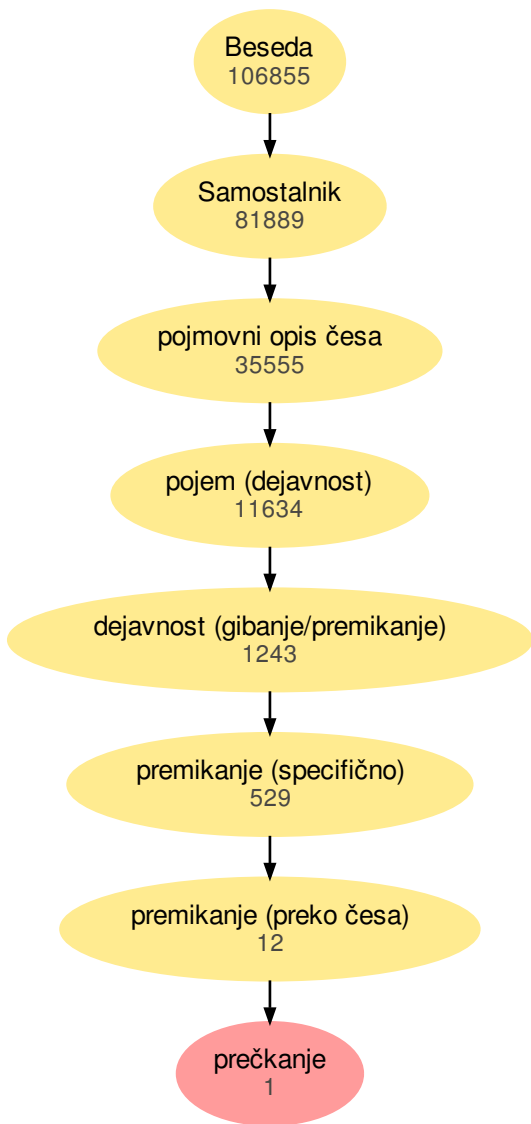 Beseda
106855
Samostalnik
81889
pojmovni opis česa
35555
pojem (dejavnost)
11634
dejavnost (gibanje/premikanje)
1243
premikanje (specifično)
529
premikanje (preko česa)
12
prečkanje
1